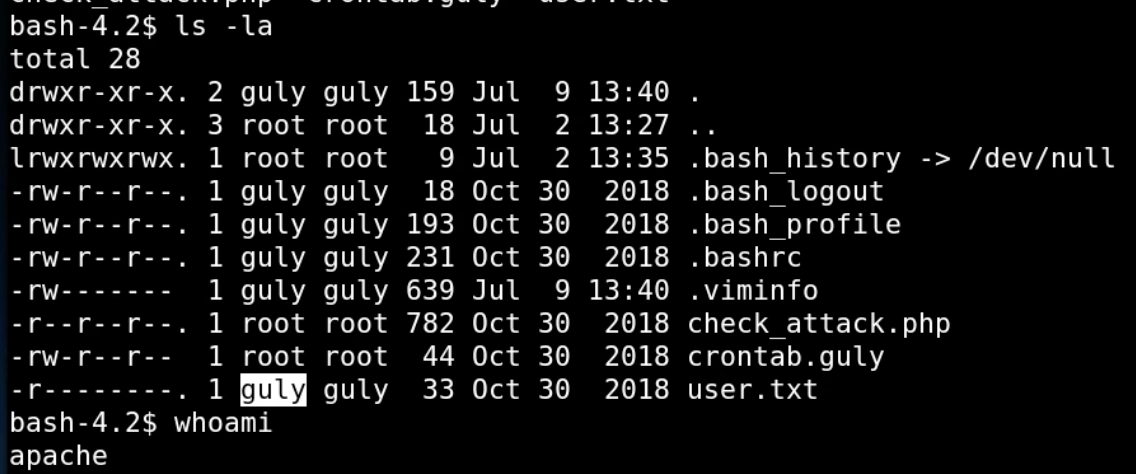 check_attack.php  crontab.guly  user.txt
bash-4.2$ ls -la
total 28
drwxr-xr-x. 2 guly guly 159 Jul  9 13:40 .
drwxr-xr-x. 3 root root  18 Jul  2 13:27 ..
lrwxrwxrwx. 1 root root   9 Jul  2 13:35 .bash_history -> /dev/null
-rw-r--r--. 1 guly guly  18 Oct 30  2018 .bash_logout
-rw-r--r--. 1 guly guly 193 Oct 30  2018 .bash_profile
-rw-r--r--. 1 guly guly 231 Oct 30  2018 .bashrc
-rw-------  1 guly guly 639 Jul  9 13:40 .viminfo
-r--r--r--. 1 root root 782 Oct 30  2018 check_attack.php
-rw-r--r--  1 root root  44 Oct 30  2018 crontab.guly
-r--------. 1 guly guly  33 Oct 30  2018 user.txt
bash-4.2$ whoami
apache